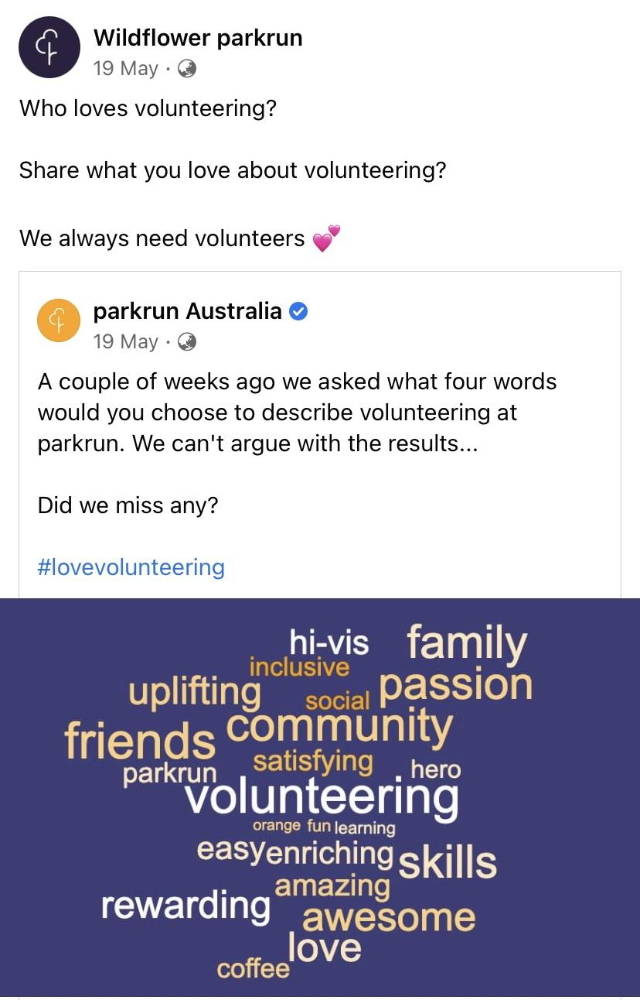 Wildflower parkrun
19 May ·
Who loves volunteering?
Share what you love about volunteering?
We always need volunteers 💕
parkrun Australia
19 May ·
A couple of weeks ago we asked what four words
would you choose to describe volunteering at
parkrun. We can't argue with the results...
Did we miss any?
#lovevolunteering
hi-vis family
inclusive
uplifting social passion
friends community
satisfying
parkrun hero
volunteering
orange fun learning
easy enriching skills
amazing
rewarding awesome
love
coffee